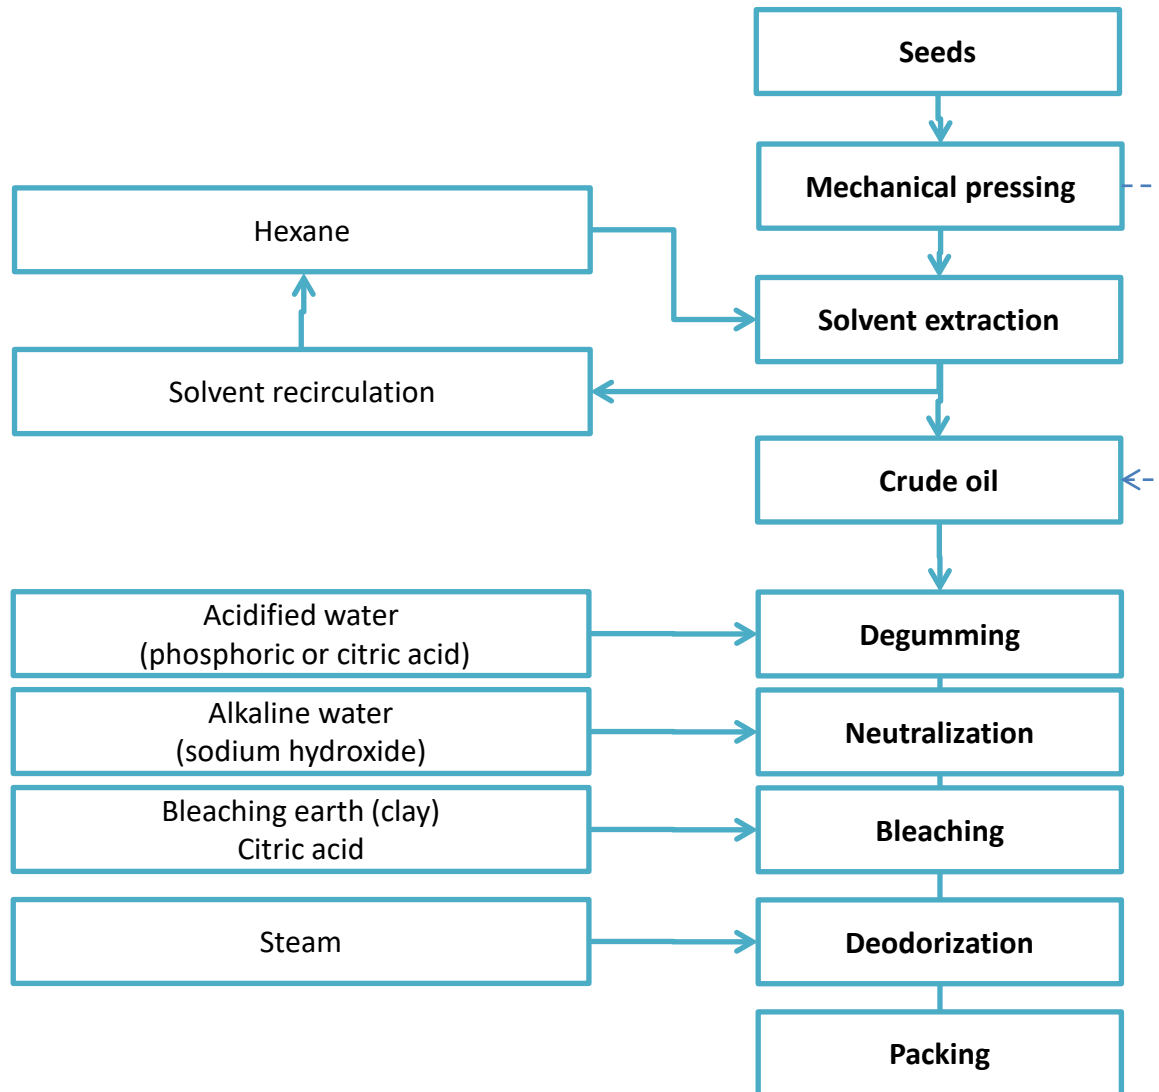 Seeds
Mechanical pressing
Hexane
Solvent extraction
Solvent recirculation
Crude oil
Acidified water
(phosphoric or citric acid)
Degumming
Alkaline water
(sodium hydroxide)
Neutralization
Bleaching earth (clay)
Citric acid
Bleaching
Steam
Deodorization
Packing